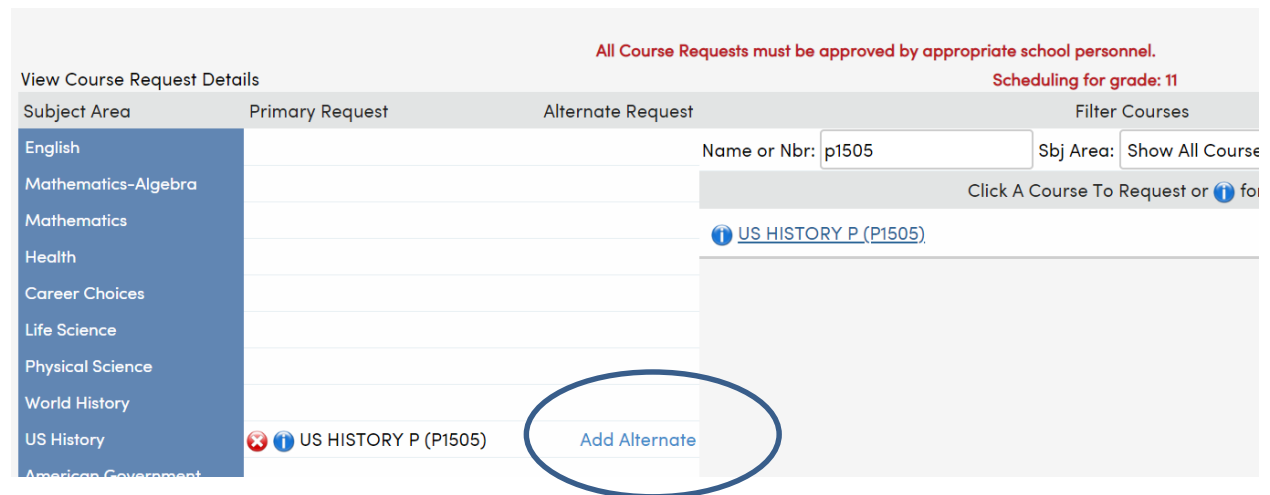 All Course Requests must be approved by appropriate school personnel.
View Course Request Details
Scheduling for grade: 11
Subject Area Primary Request Alternate Request Filter Courses
English
Name or Nbr: p1505 Sbj Area: Show All Course
Mathematics-Algebra
Click A Course To Request or for
Mathematics
US HISTORY P (P1505)
Health
Career Choices
Life Science
Physical Science
World History
US History US HISTORY P (P1505) Add Alternate
American Government